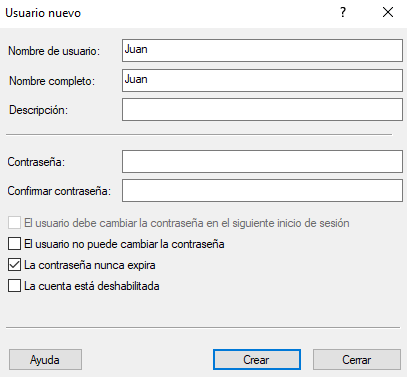 Usuario nuevo
?
Nombre de usuario: Juan
Nombre completo: Juan
Descripción:
Contraseña:
Confirmar contraseña:
El usuario debe cambiar la contraseña en el siguiente inicio de sesión
El usuario no puede cambiar la contraseña
La contraseña nunca expira
La cuenta está deshabilitada
Ayuda Crear Cerrar